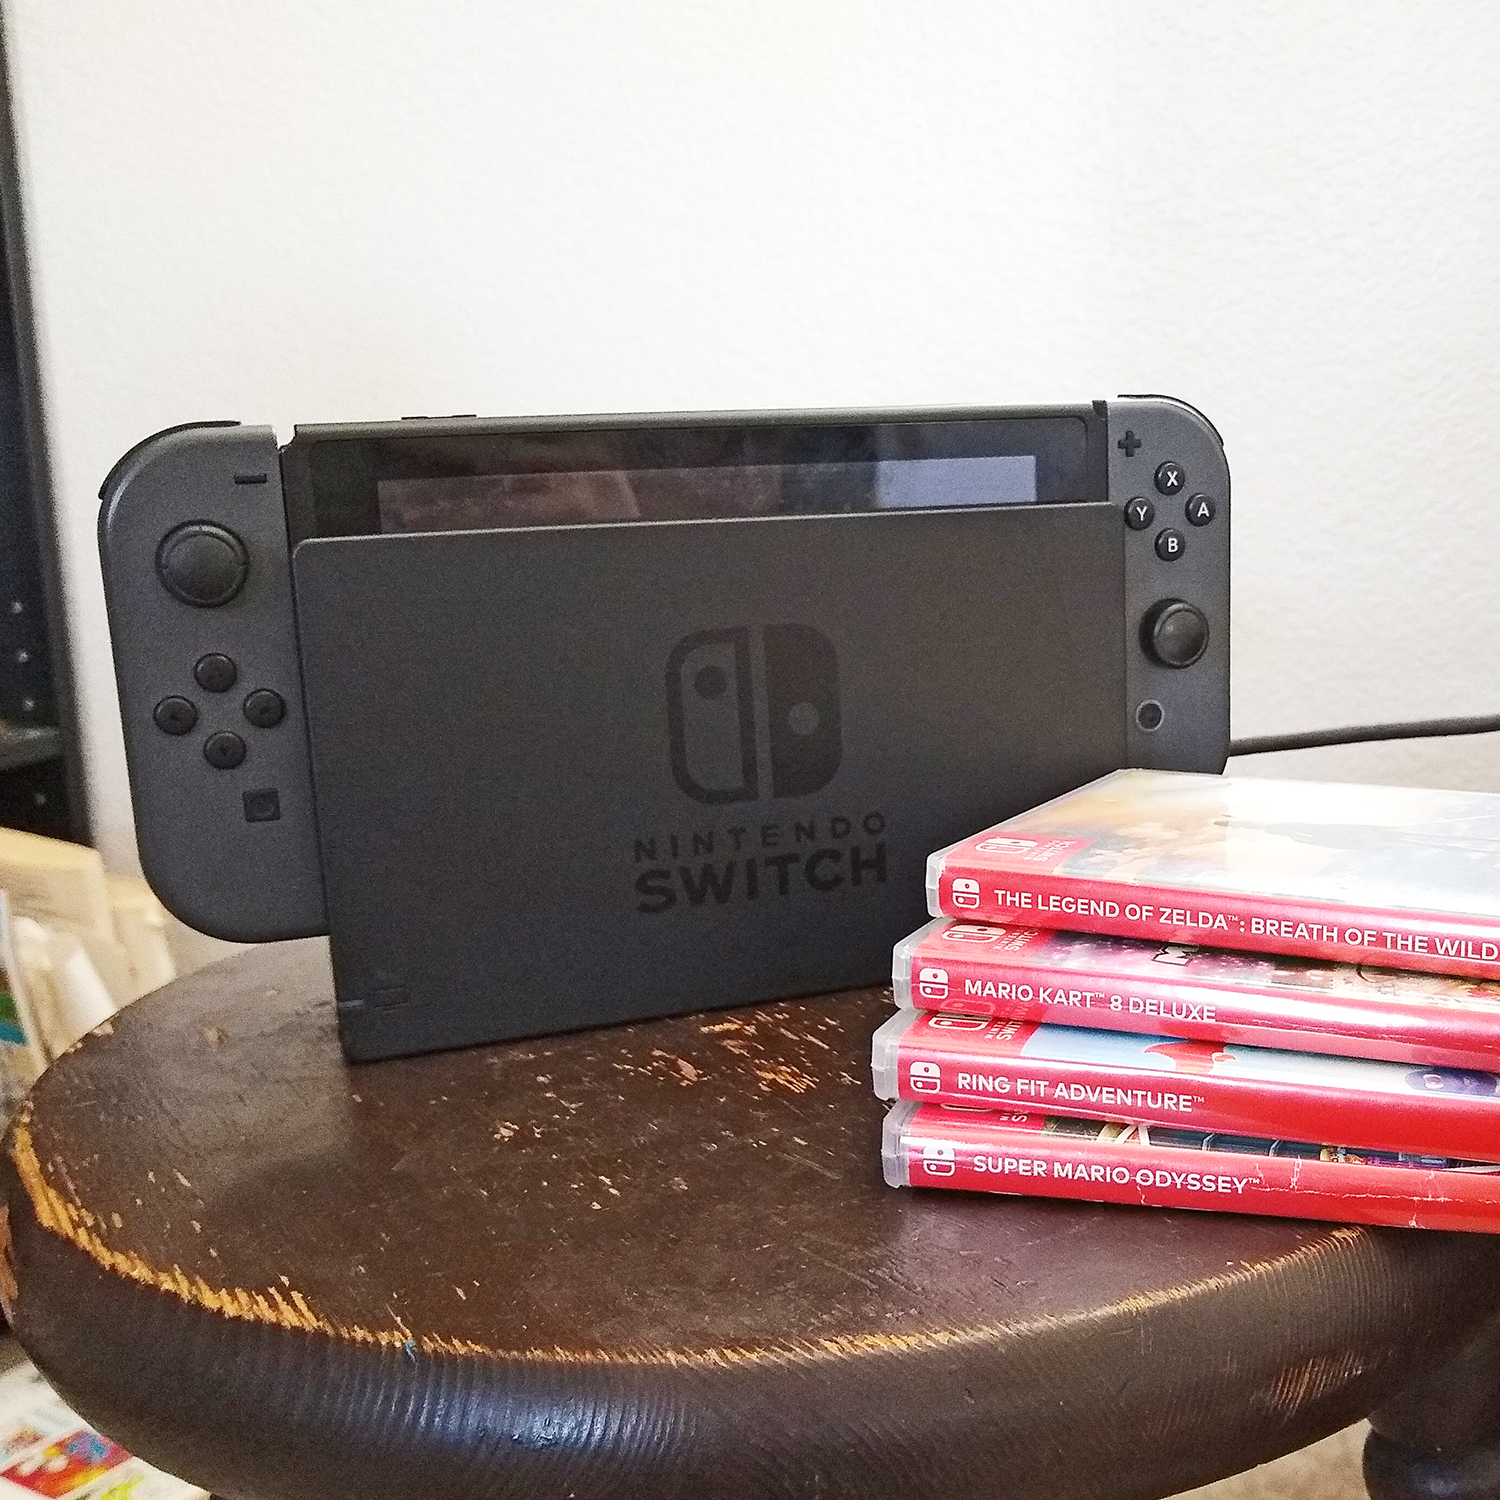 X
Y
A
B
NINTENDO
SWITCH
THE LEGEND OF ZELDA™: BREATH OF THE WILD
MARIO KART™ 8 DELUXE
RING FIT ADVENTURE™
SUPER MARIO ODYSSEY™